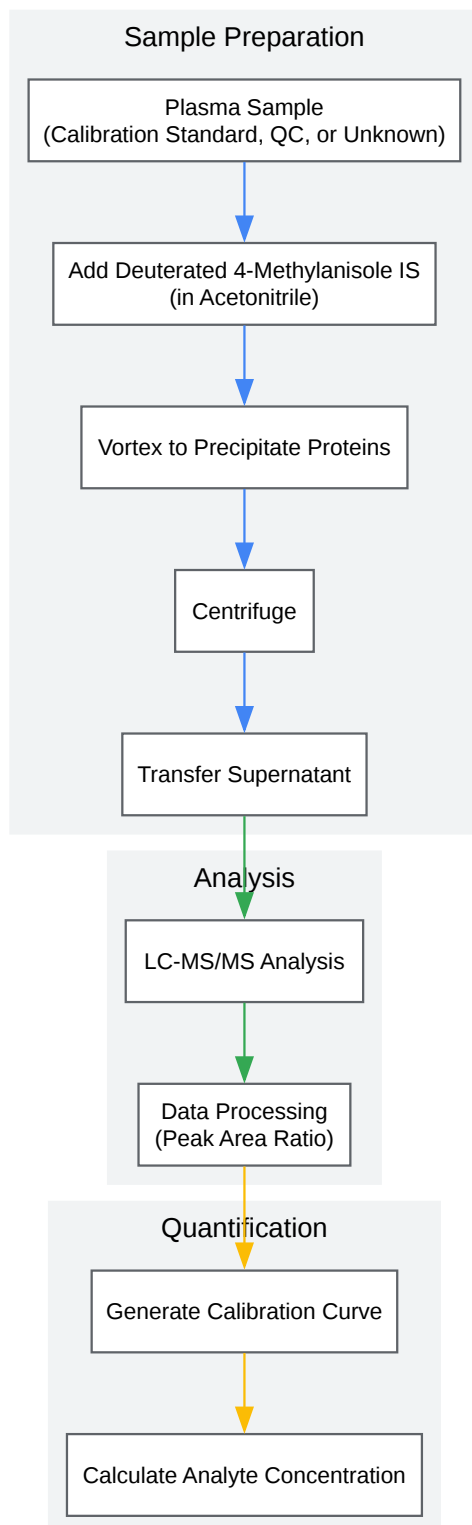 Sample Preparation
Plasma Sample
(Calibration Standard, QC, or Unknown)
Add Deuterated 4-Methylanisole IS
(in Acetonitrile)
Vortex to Precipitate Proteins
Centrifuge
Transfer Supernatant
Analysis
LC-MS/MS Analysis
Data Processing
(Peak Area Ratio)
Quantification
Generate Calibration Curve
Calculate Analyte Concentration